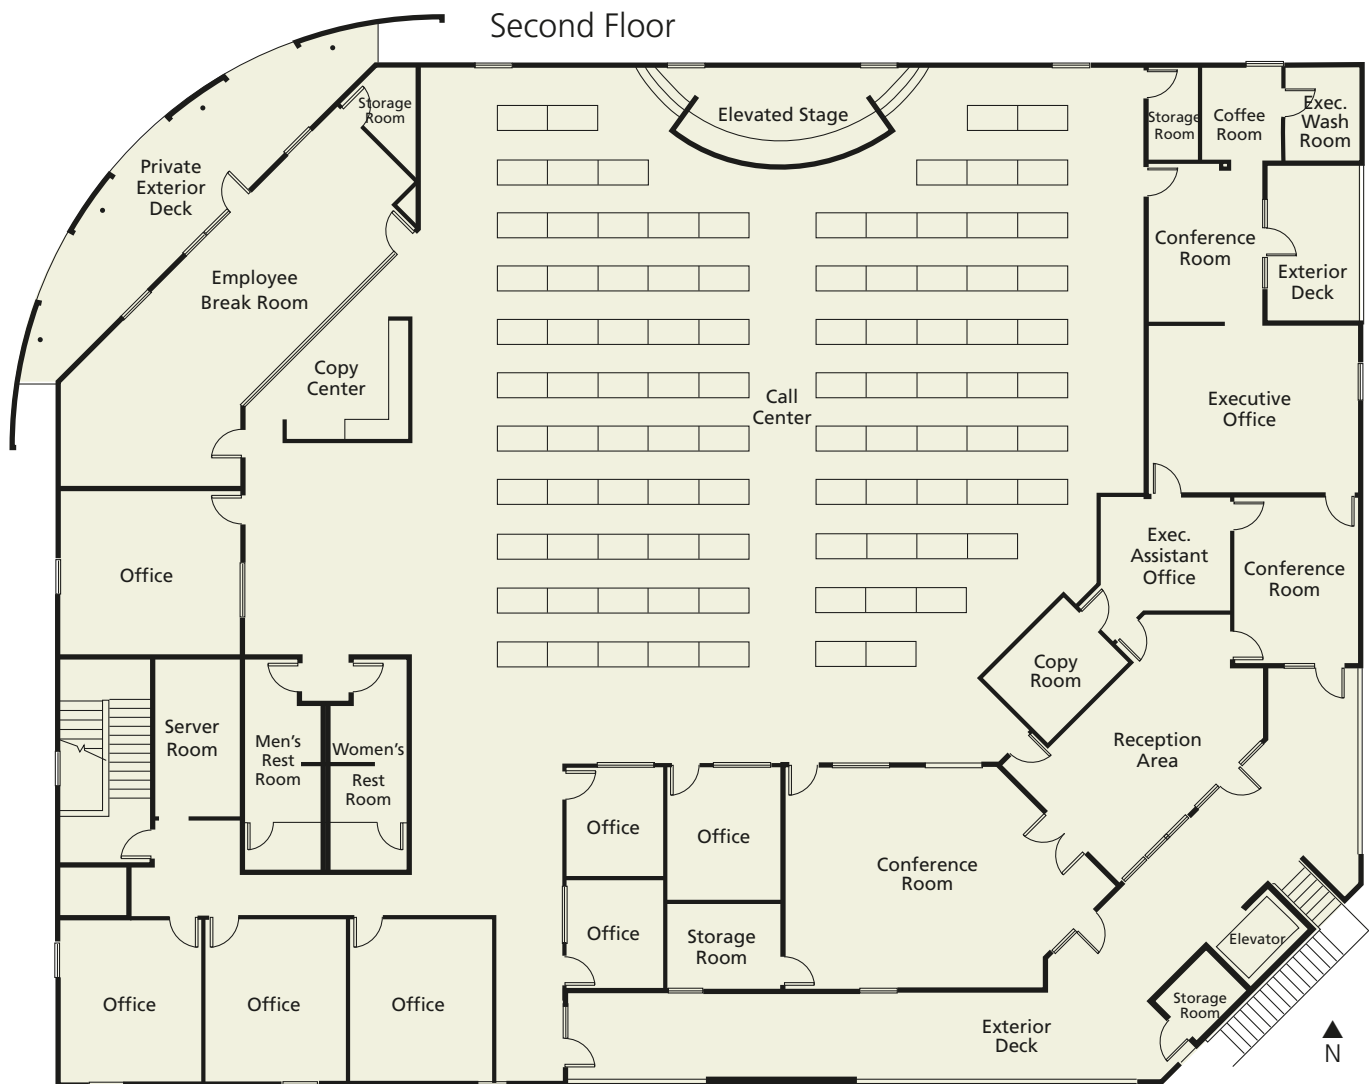 Second Floor
Storage
Room
Elevated Stage
Storage
Room
Coffee
Room
Exec.
Wash
Room
Private
Exterior
Deck
Employee
Break Room
Conference
Room
Exterior
Deck
Copy
Center
Call
Center
Executive
Office
Office
Exec.
Assistant
Office
Conference
Room
Copy
Room
Server
Room
Men's
Rest
Room
Women's
Rest
Room
Reception
Area
Office
Office
Conference
Room
Office
Storage
Room
Elevator
Office
Office
Office
Exterior
Deck
Storage
Room
N